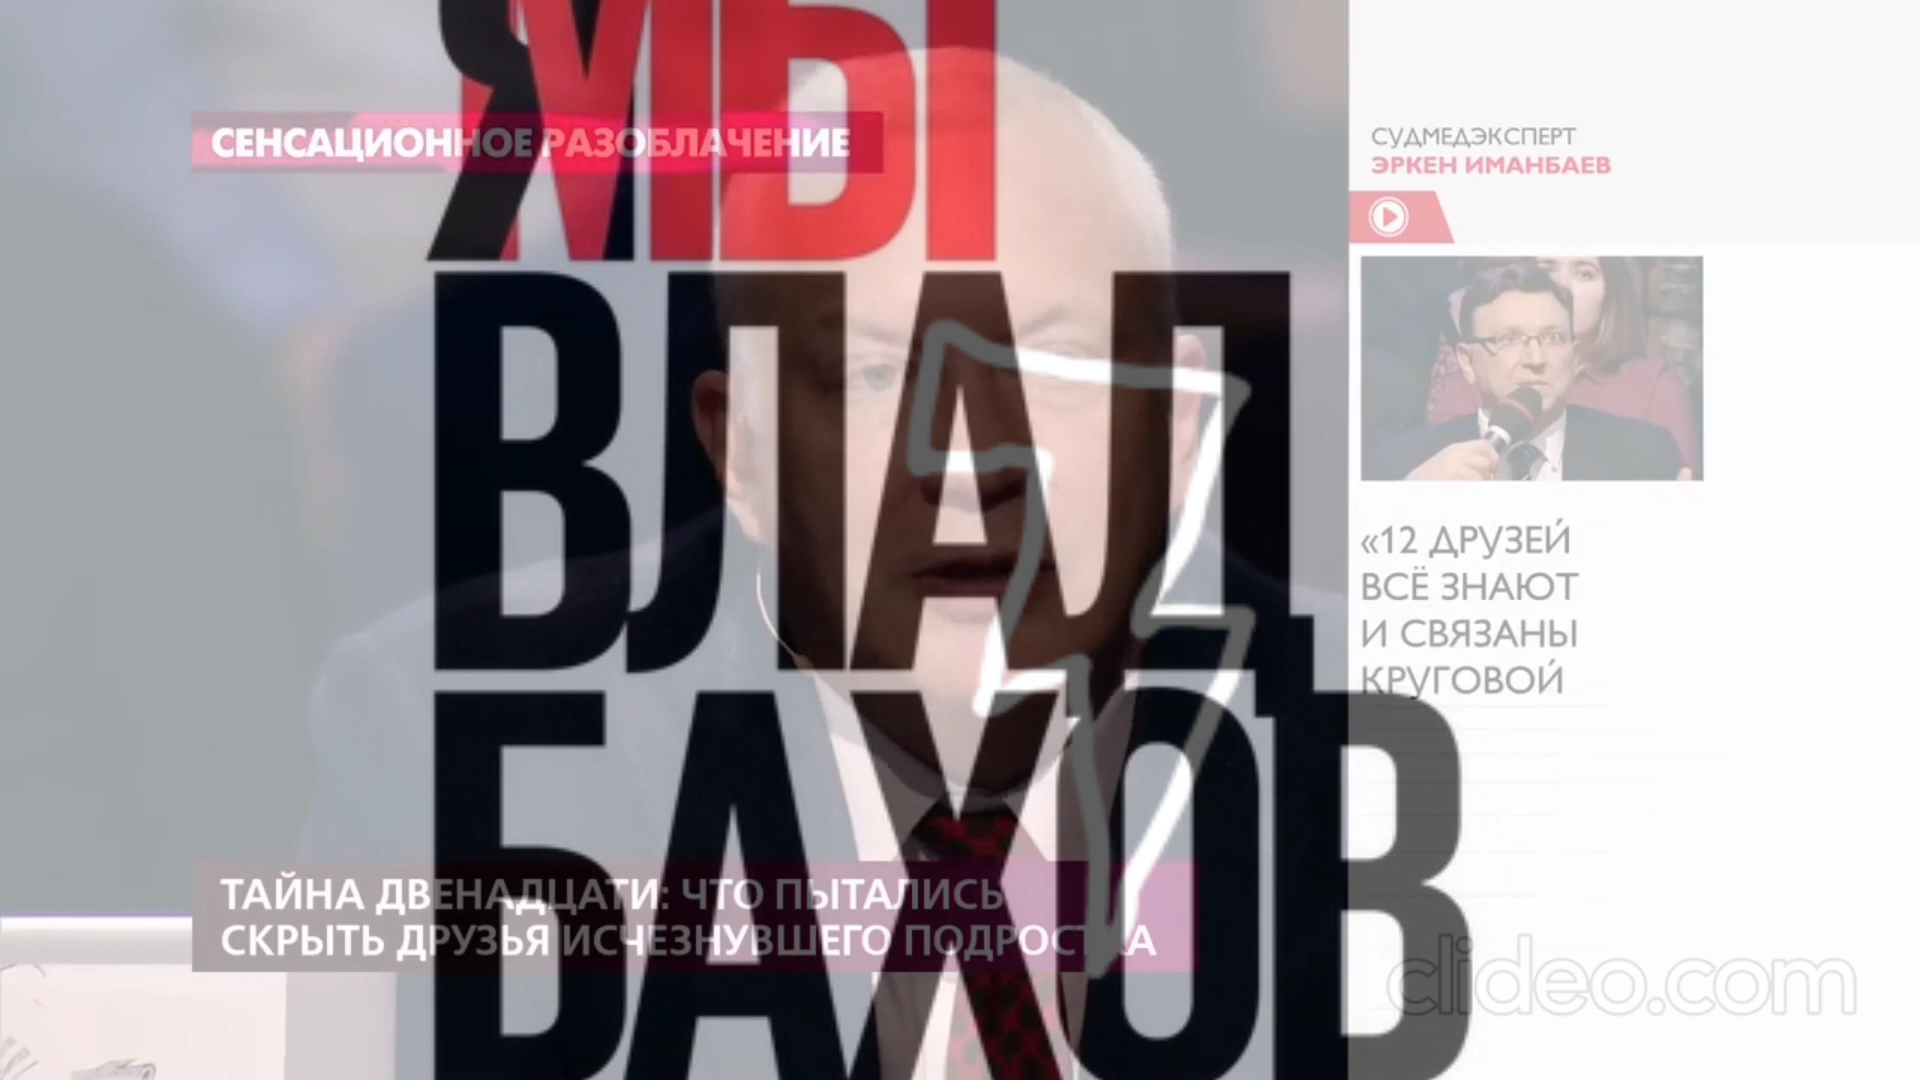 ЯМЫ
ВЛАД
БАХОВ
СЕНСАЦИОННОЕ РАЗОБЛАЧЕНИЕ
СУДМЕДЭКСПЕРТ
ЭРКЕН ИМАНБАЕВ
«12 ДРУЗЕЙ
ВСЁ ЗНАЮТ
И СВЯЗАНЫ
КРУГОВОЙ
ТАЙНА ДВЕНАДЦАТИ: ЧТО ПЫТАЛИСЬ
СКРЫТЬ ДРУЗЬЯ ИСЧЕЗНУВШЕГО ПОДРОСТКА
clideo.com